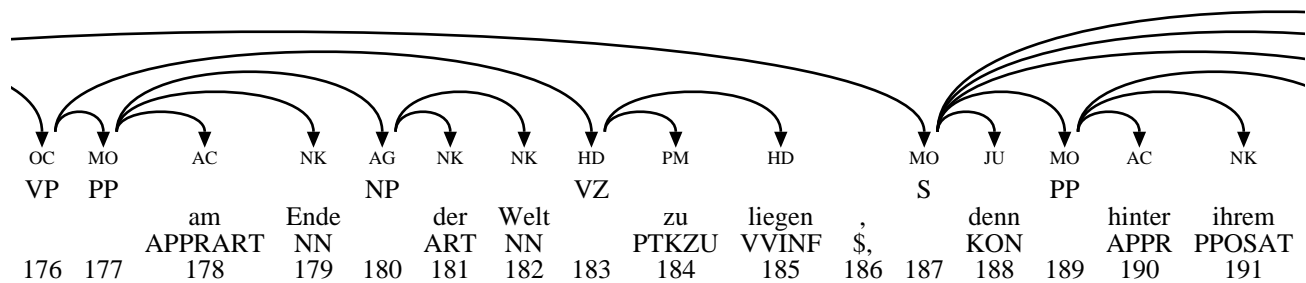 OC MO AC NK AG NK NK HD PM HD MO JU MO AC NK
VP PP NP VZ S PP
am Ende der Welt zu liegen , denn hinter ihrem
APPRART NN ART NN PTKZU VVINF $, KON APPR PPOSAT
176 177 178 179 180 181 182 183 184 185 186 187 188 189 190 191